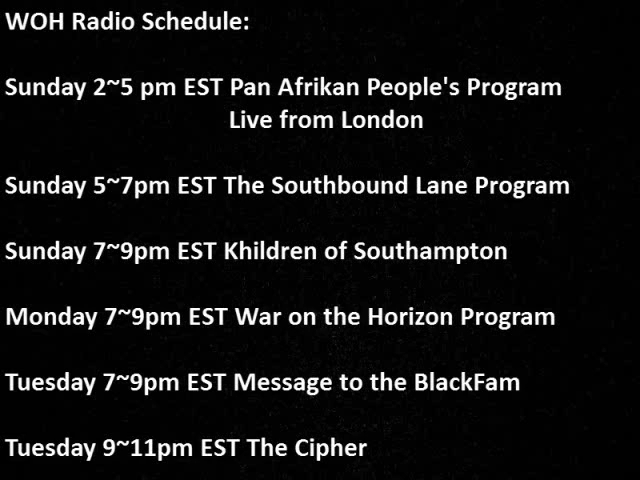 WOH Radio Schedule:
Sunday 2~5 pm EST Pan Afrikan People's Program
Live from London
Sunday 5~7pm EST The Southbound Lane Program
Sunday 7~9pm EST Khildren of Southampton
Monday 7~9pm EST War on the Horizon Program
Tuesday 7~9pm EST Message to the BlackFam
Tuesday 9~11pm EST The Cipher